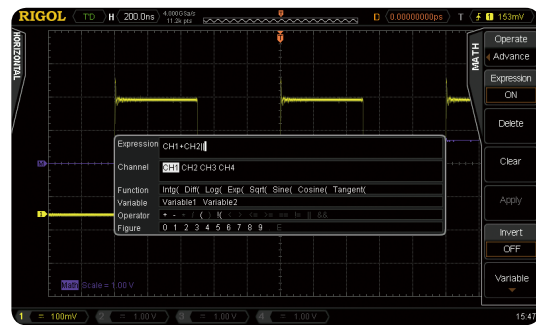 RIGOL T'D H 200.0ns 4.000GSa/s 11.2k pts D 0.00000000ps T 1 153mV
HORIZONTAL
MATH
Operate
Advance
Expression
ON
Delete
Clear
Apply
Invert
OFF
Variable
Expression CH1+CH2||
Channel CH1 CH2 CH3 CH4
Function Intg( Diff( Log( Exp( Sqrt( Sine( Cosine( Tangent(
Variable Variable1 Variable2
Operator + - * / ( ) !( < > <= >= == != || &&
Figure 0 1 2 3 4 5 6 7 8 9 . E
Math Scale = 1.00 V
1 = 100mV 2 = 1.00 V 3 = 1.00 V 4 = 1.00 V 15:47